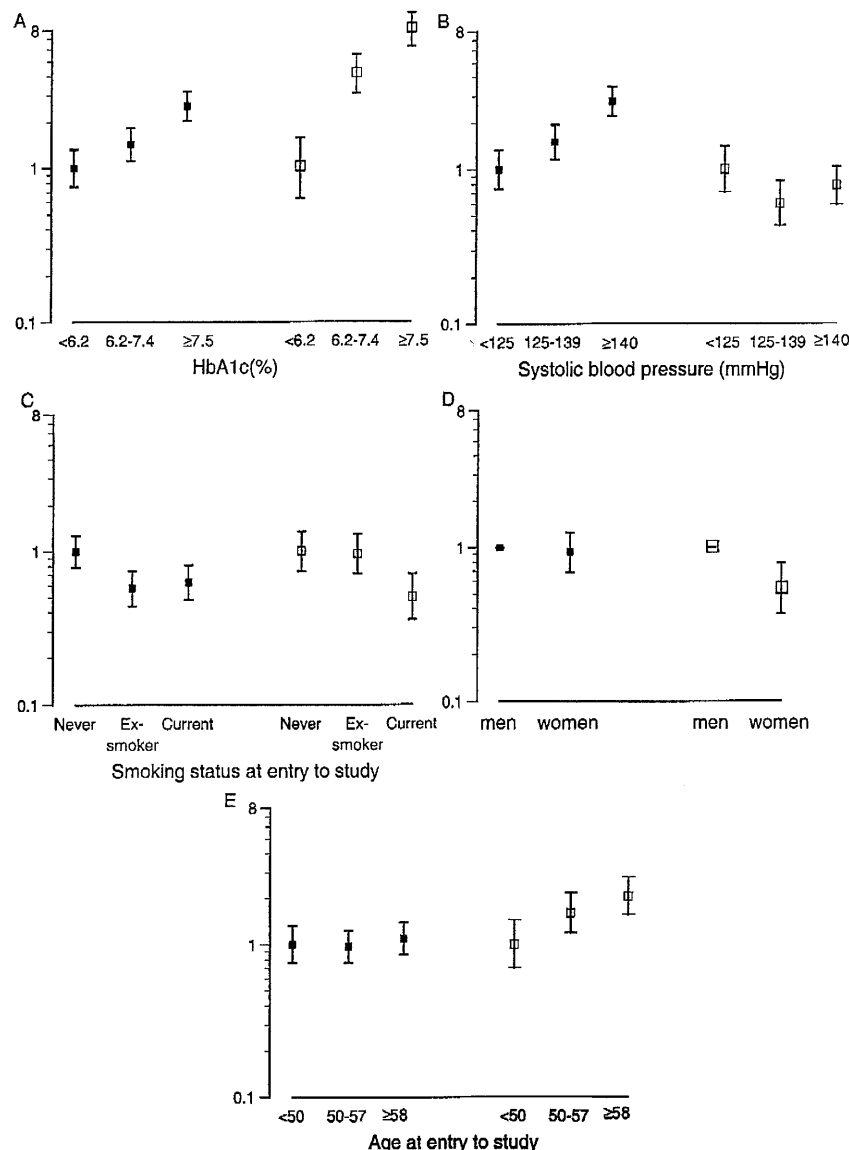 A
8
1
0.1
<6.2 6.2-7.4 ≥7.5 <6.2 6.2-7.4 ≥7.5
HbA1c(%)
B
8
1
0.1
<125 125-139 ≥140 <125 125-139 ≥140
Systolic blood pressure (mmHg)
C
8
1
0.1
Never Ex- Current Never Ex- Current
smoker smoker
Smoking status at entry to study
D
8
1
0.1
men women men women
E
8
1
0.1
<50 50-57 ≥58 <50 50-57 ≥58
Age at entry to study